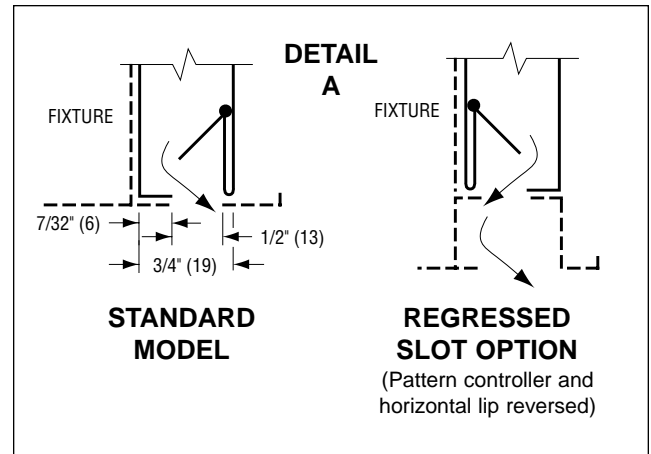 DETAIL
A
FIXTURE
7/32" (6)
1/2" (13)
3/4" (19)
STANDARD
MODEL
FIXTURE
REGRESSED
SLOT OPTION
(Pattern controller and
horizontal lip reversed)